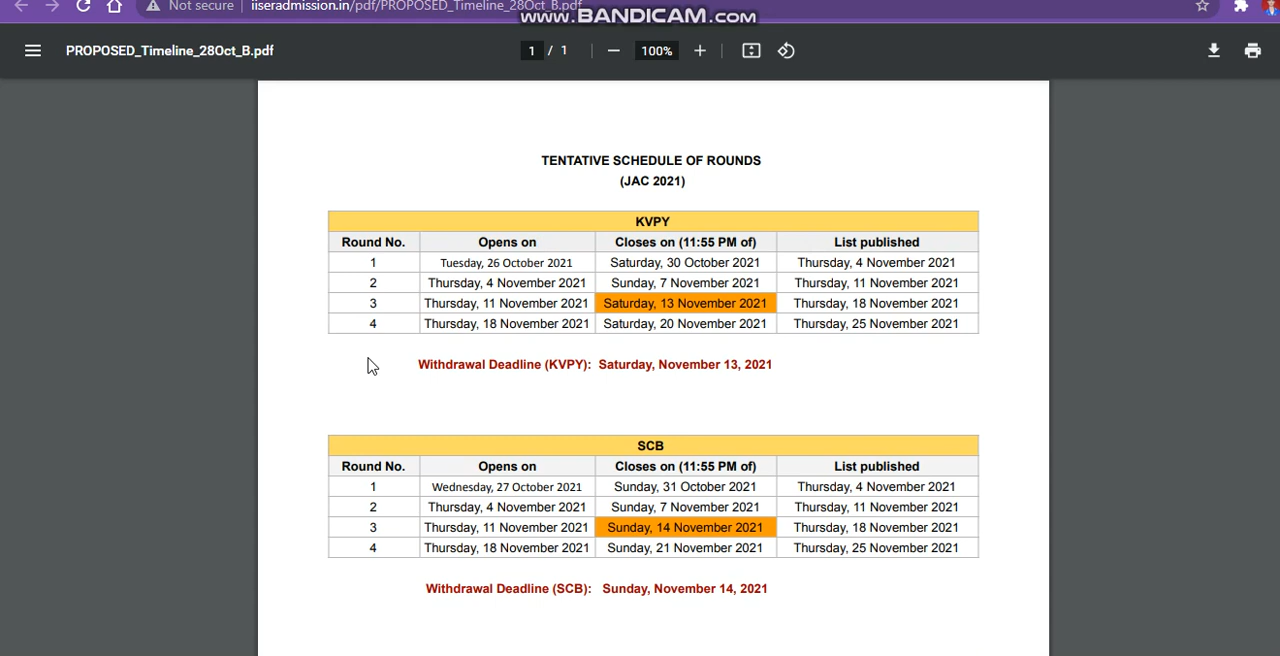 Not secure | iiseradmission.in/pdf/PROPOSED_Timeline_28Oct_B.pdf
www.BANDICAM.com
PROPOSED_Timeline_28Oct_B.pdf 1 / 1 100%
TENTATIVE SCHEDULE OF ROUNDS
(JAC 2021)
KVPY
Round No. Opens on Closes on (11:55 PM of) List published
1 Tuesday, 26 October 2021 Saturday, 30 October 2021 Thursday, 4 November 2021
2 Thursday, 4 November 2021 Sunday, 7 November 2021 Thursday, 11 November 2021
3 Thursday, 11 November 2021 Saturday, 13 November 2021 Thursday, 18 November 2021
4 Thursday, 18 November 2021 Saturday, 20 November 2021 Thursday, 25 November 2021
Withdrawal Deadline (KVPY): Saturday, November 13, 2021
SCB
Round No. Opens on Closes on (11:55 PM of) List published
1 Wednesday, 27 October 2021 Sunday, 31 October 2021 Thursday, 4 November 2021
2 Thursday, 4 November 2021 Sunday, 7 November 2021 Thursday, 11 November 2021
3 Thursday, 11 November 2021 Sunday, 14 November 2021 Thursday, 18 November 2021
4 Thursday, 18 November 2021 Sunday, 21 November 2021 Thursday, 25 November 2021
Withdrawal Deadline (SCB): Sunday, November 14, 2021